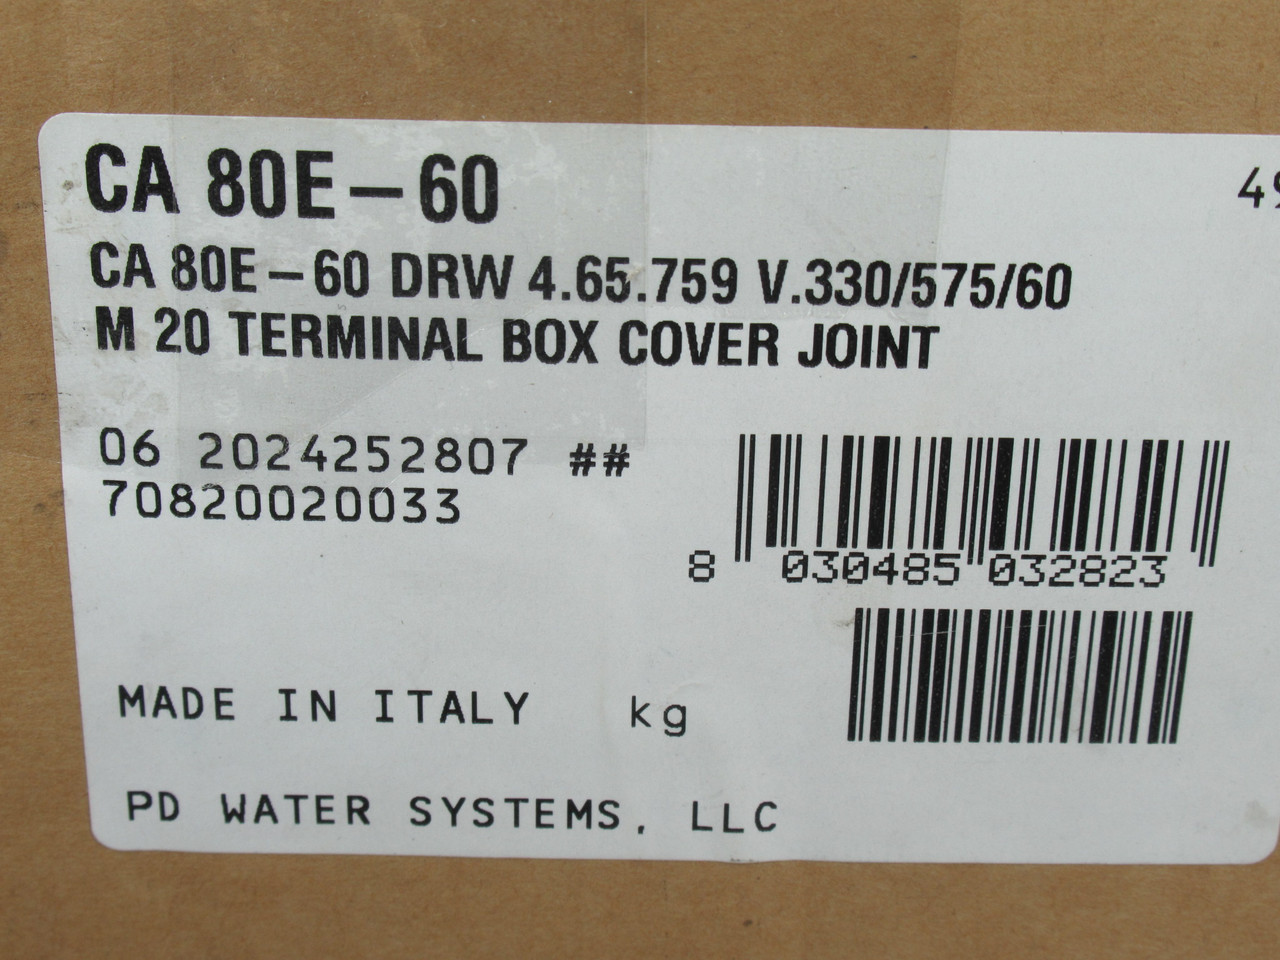 CA 80E-60
CA 80E-60 DRW 4.65.759 V.330/575/60
M 20 TERMINAL BOX COVER JOINT
06 2024252807 ##
70820020033
8 030485 032823
MADE IN ITALY kg
PD WATER SYSTEMS, LLC